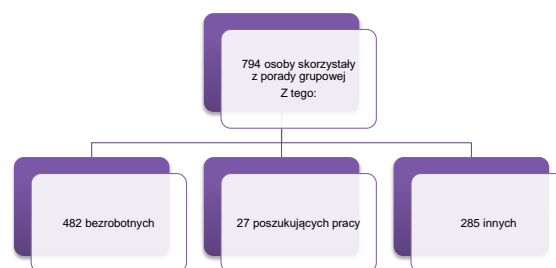 794 osoby skorzystały
z porady grupowej
Z tego:
482 bezrobotnych
27 poszukujących pracy
285 innych